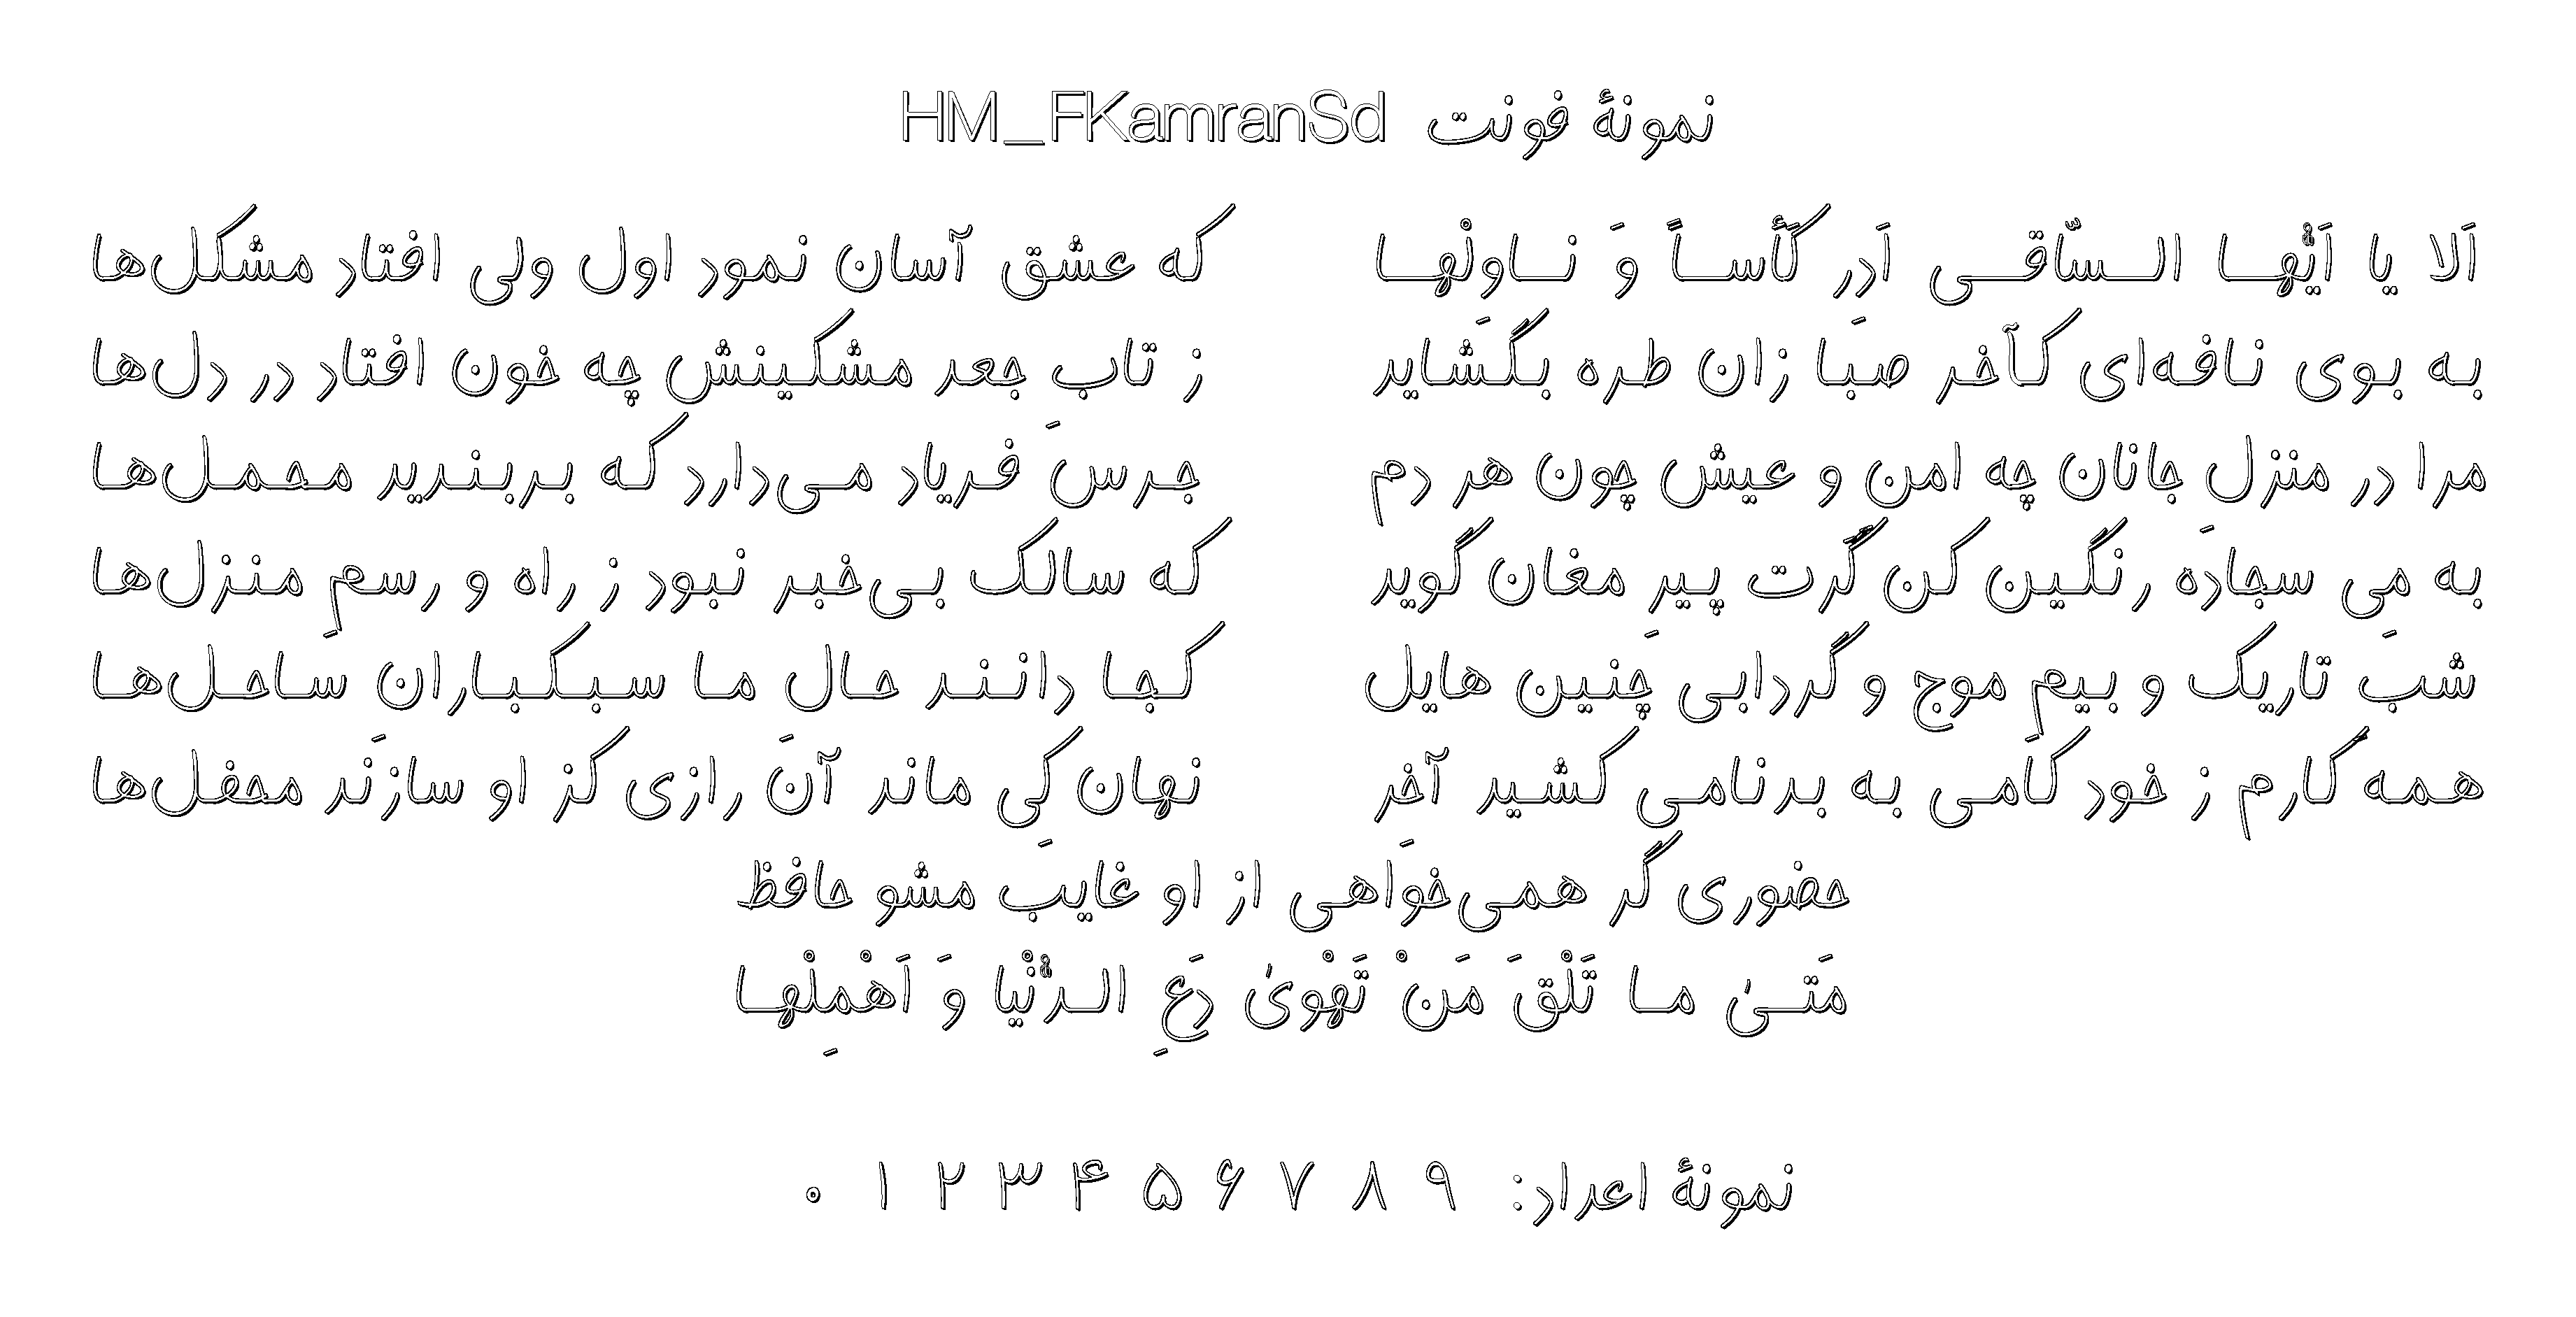 نمونهٔ فونت HM_FKamranSd
اَلا یا اَیُّهـا الـسّاقـی اَدِر کَأسـاً وَ نـاوِلْهـا که عشق آسان نمود اول ولی افتاد مشکل‌ها
به بوی نافه‌ای کآخر صبا زان طره بگشاید ز تابِ جعد مشکینش چه خون افتاد در دل‌ها
مرا در منزلِ جانان چه امن و عیش چون هر دم جرس فریاد می‌دارد که بربندید محمل‌ها
به مِی سجاده رنگین کن گرت پیرِ مغان گوید که سالک بی‌خبر نبود ز راه و رسمِ منزل‌ها
شبِ تاریک و بیمِ موج و گردابی چنین هایل کجا دانند حالِ ما سبکبارانِ ساحل‌ها
همه کارم ز خود کامی به بدنامی کشید آخر نهان کِی ماند آن رازی کز او سازند محفل‌ها
حضوری گر همی‌خواهی از او غایب مشو حافظ
مَتـیٰ مـا تَلْقَ مَنْ تَهْویٰ دَعِ الـدُّنْیا وَ اَهْمِلْهـا
نمونهٔ اعداد: ۹ ۸ ۷ ۶ ۵ ۴ ۳ ۲ ۱ ۰